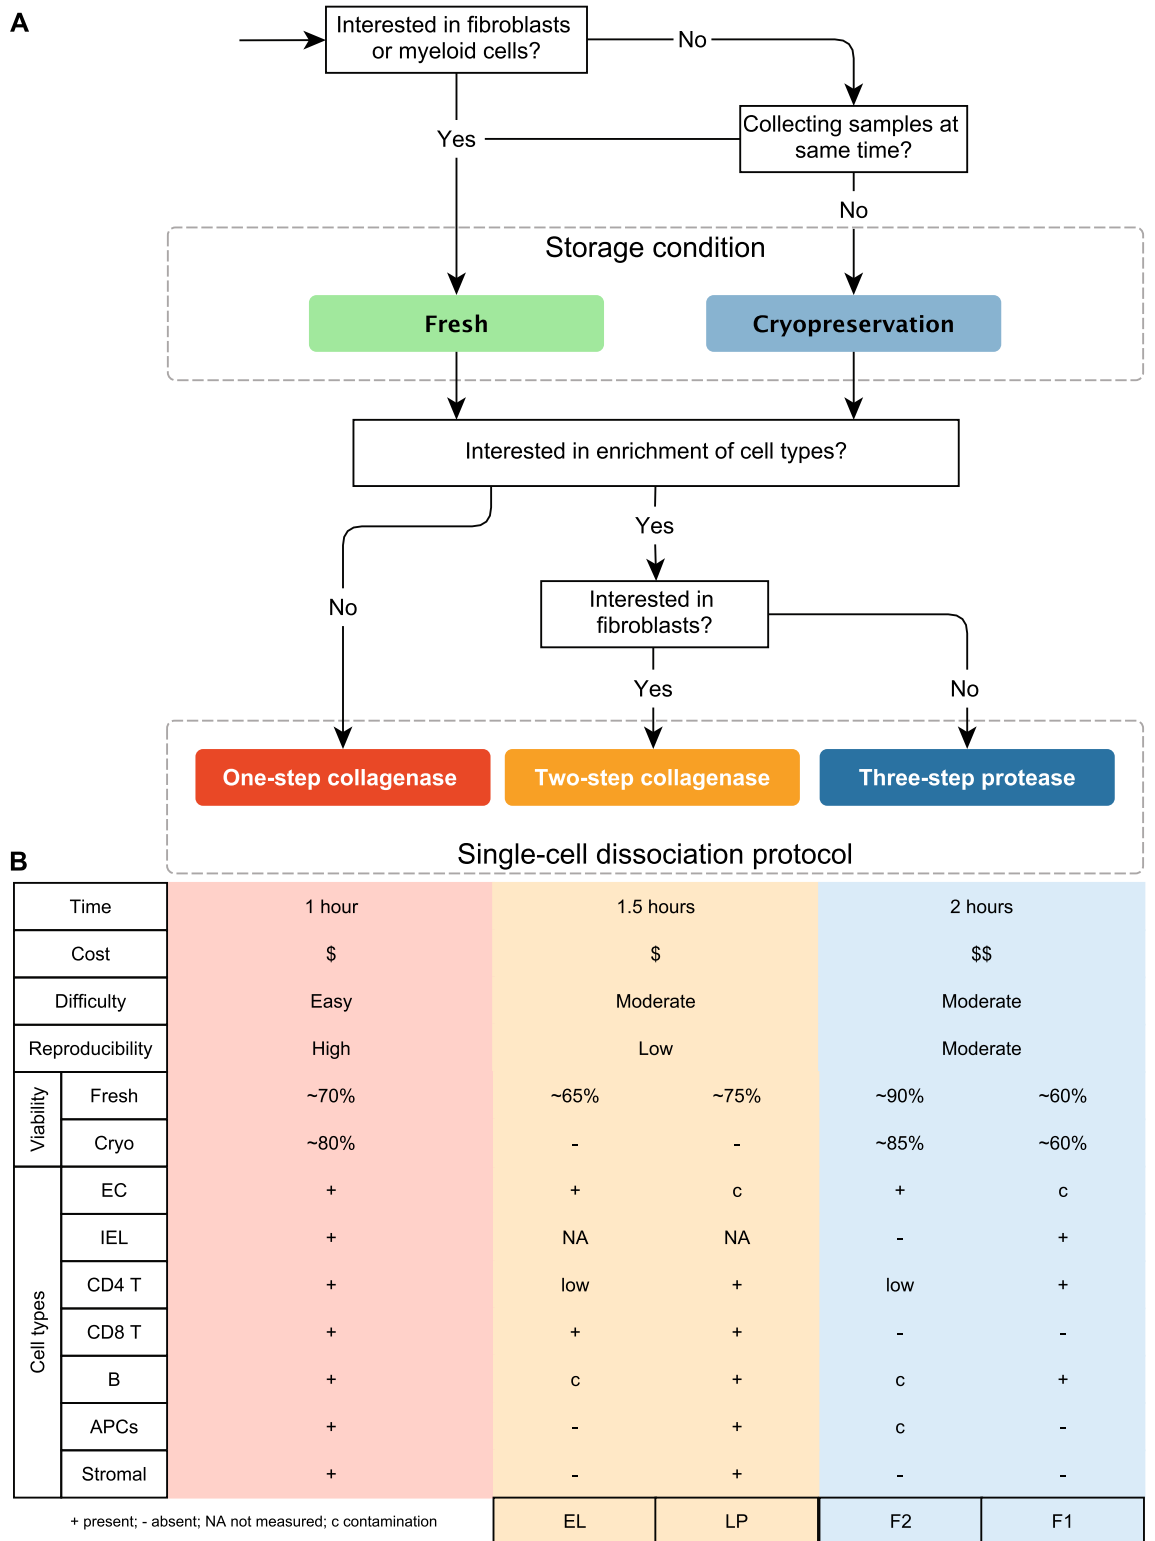 A
Interested in fibroblasts
or myeloid cells?
No
Collecting samples at
same time?
Yes
No
Storage condition
Fresh
Cryopreservation
Interested in enrichment of cell types?
Yes
No
Interested in
fibroblasts?
Yes
No
One-step collagenase
Two-step collagenase
Three-step protease
Single-cell dissociation protocol
B
Time 1 hour 1.5 hours 2 hours
Cost $ $ $$
Difficulty Easy Moderate Moderate
Reproducibility High Low Moderate
Viability
Fresh ~70% ~65% ~75% ~90% ~60%
Cryo ~80% - - ~85% ~60%
Cell types
EC + + c + c
IEL + NA NA - +
CD4 T + low + low +
CD8 T + + + - -
B + c + c +
APCs + - + c -
Stromal + - + - -
+ present; - absent; NA not measured; c contamination
EL LP F2 F1